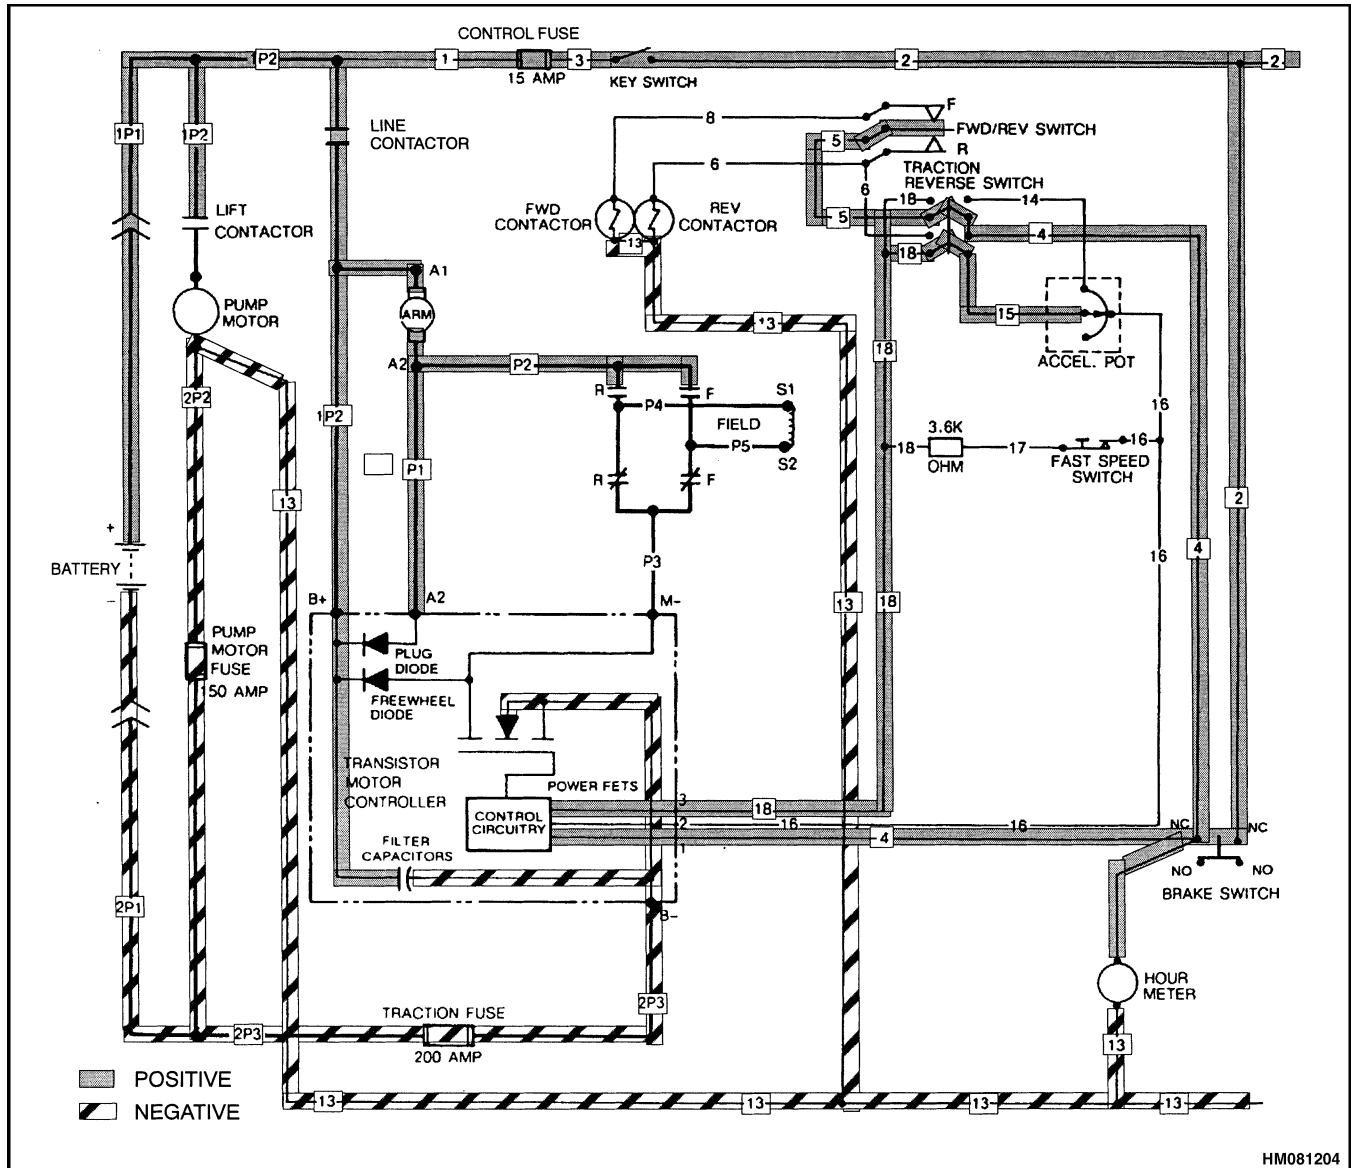 CONTROL FUSE
1P2
1
3
2
2
15 AMP
KEY SWITCH
1P1
1P2
LINE
CONTACTOR
8
F
FWD/REV SWITCH
5
R
6
TRACTION
REVERSE SWITCH
6
18
14
LIFT
CONTACTOR
FWD
CONTACTOR
REV
CONTACTOR
5
4
13
18
A1
PUMP
MOTOR
ARM
13
15
18
ACCEL. POT
A2
P2
2P2
R
F
S1
P4
FIELD
16
1P2
P5
3.6K
OHM
18
17
16
S2
FAST SPEED
SWITCH
P1
R
F
13
2
+
BATTERY
-
P3
16
4
B+
A2
M-
13
18
PUMP
MOTOR
FUSE
150 AMP
PLUG
DIODE
FREEWHEEL
DIODE
TRANSISTOR
MOTOR
CONTROLLER
POWER FETS
3
18
CONTROL
CIRCUITRY
2
16
16
NC
NC
1
4
FILTER
CAPACITORS
NO
NO
BRAKE SWITCH
2P1
B-
HOUR
METER
2P3
TRACTION FUSE
2P3
200 AMP
13
POSITIVE
NEGATIVE
13
13
13
13
HM081204